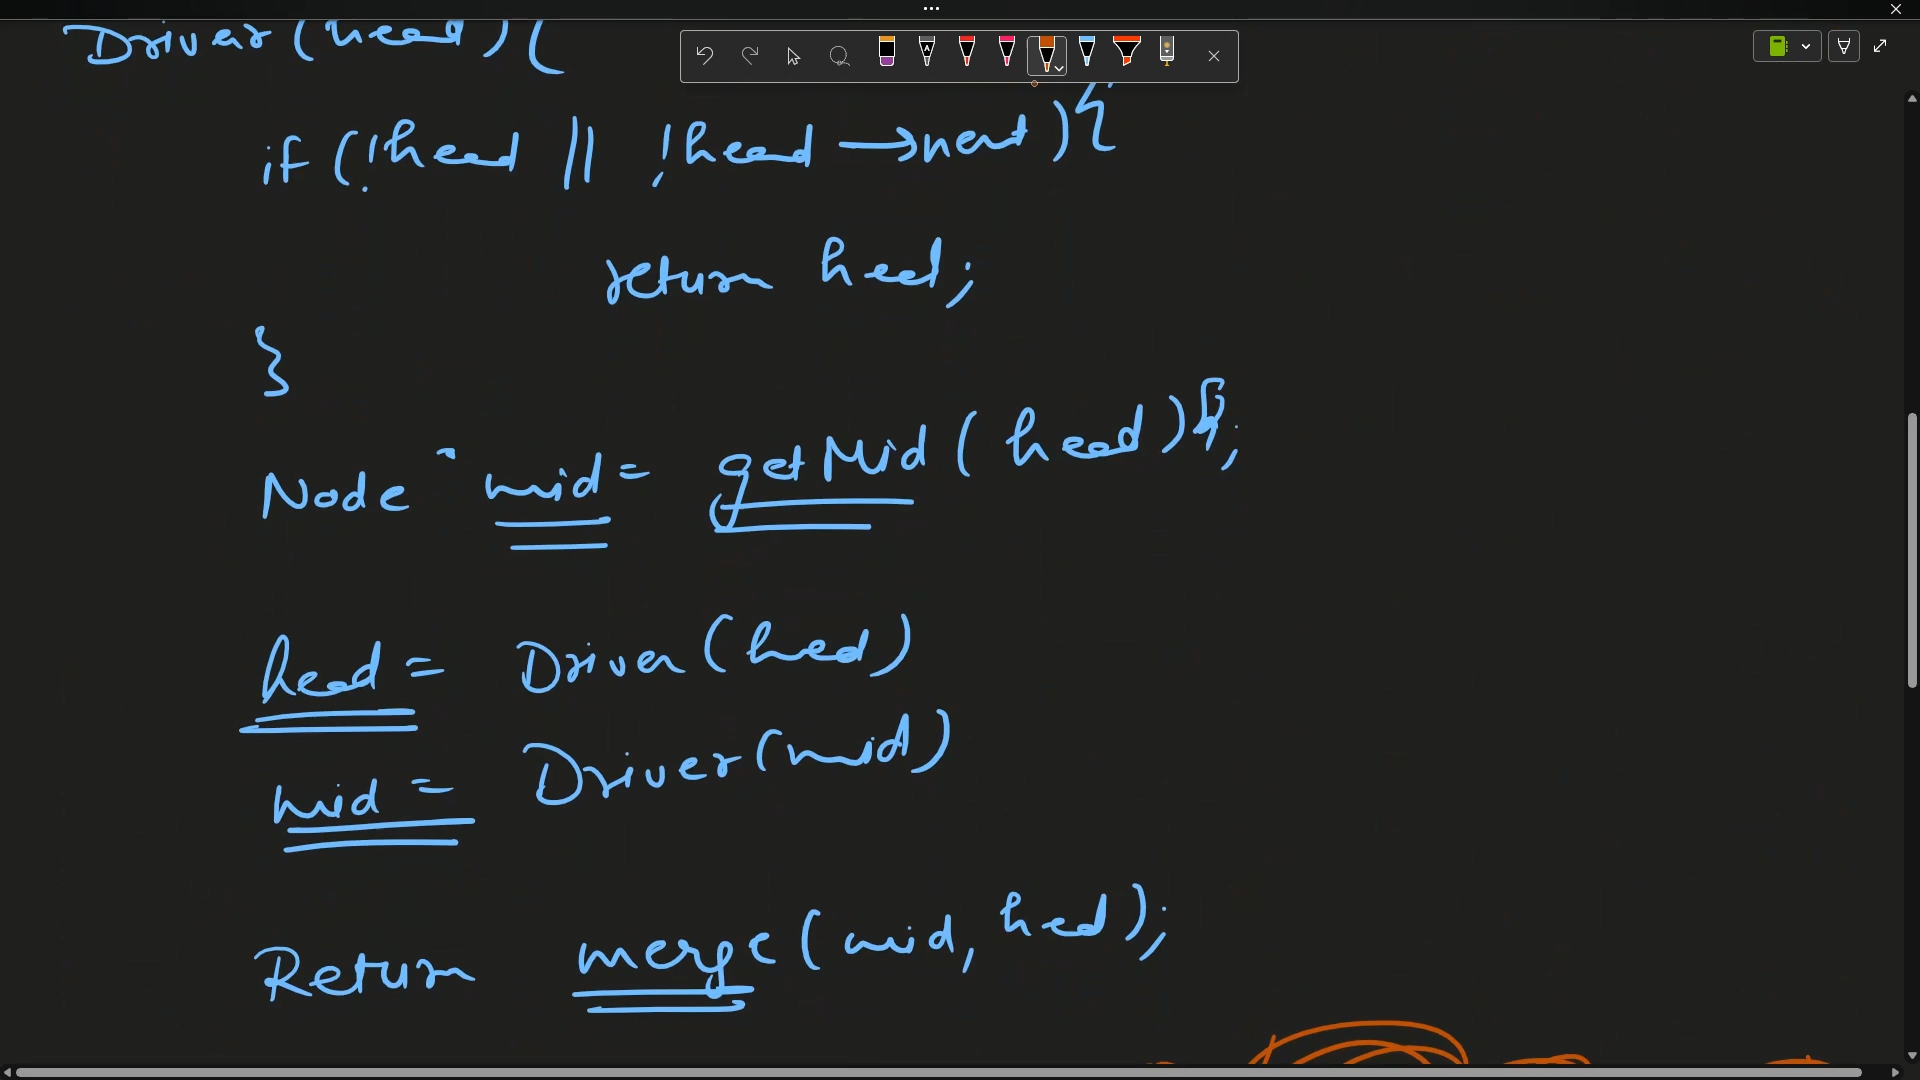 Driver (head) {
if (!head || !head → next) {
return head;
}
Node * mid = getMid (head);
head = Driver (head)
mid = Driver (mid)
Return merge (mid, head);